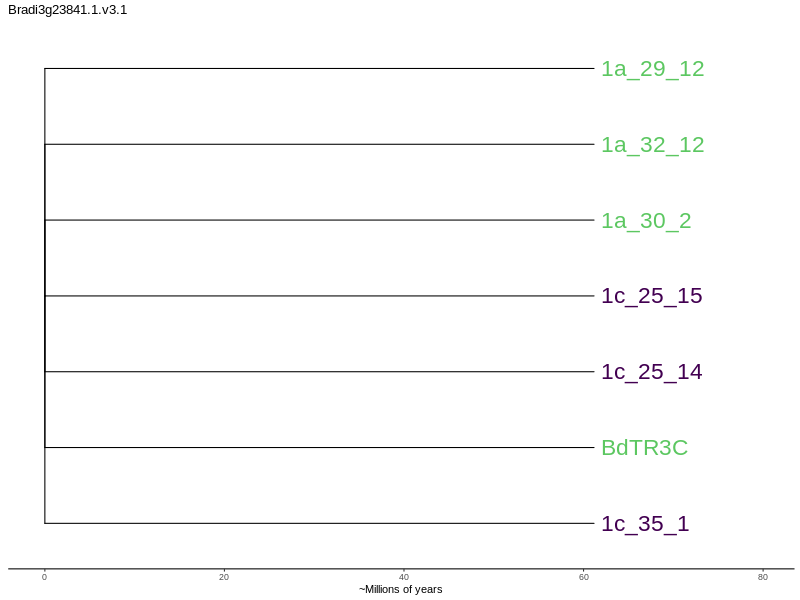 Bradi3g23841.1.v3.1
1a_29_12
1a_32_12
1a_30_2
1c_25_15
1c_25_14
BdTR3C
1c_35_1
0 20 40 60 80
~Millions of years